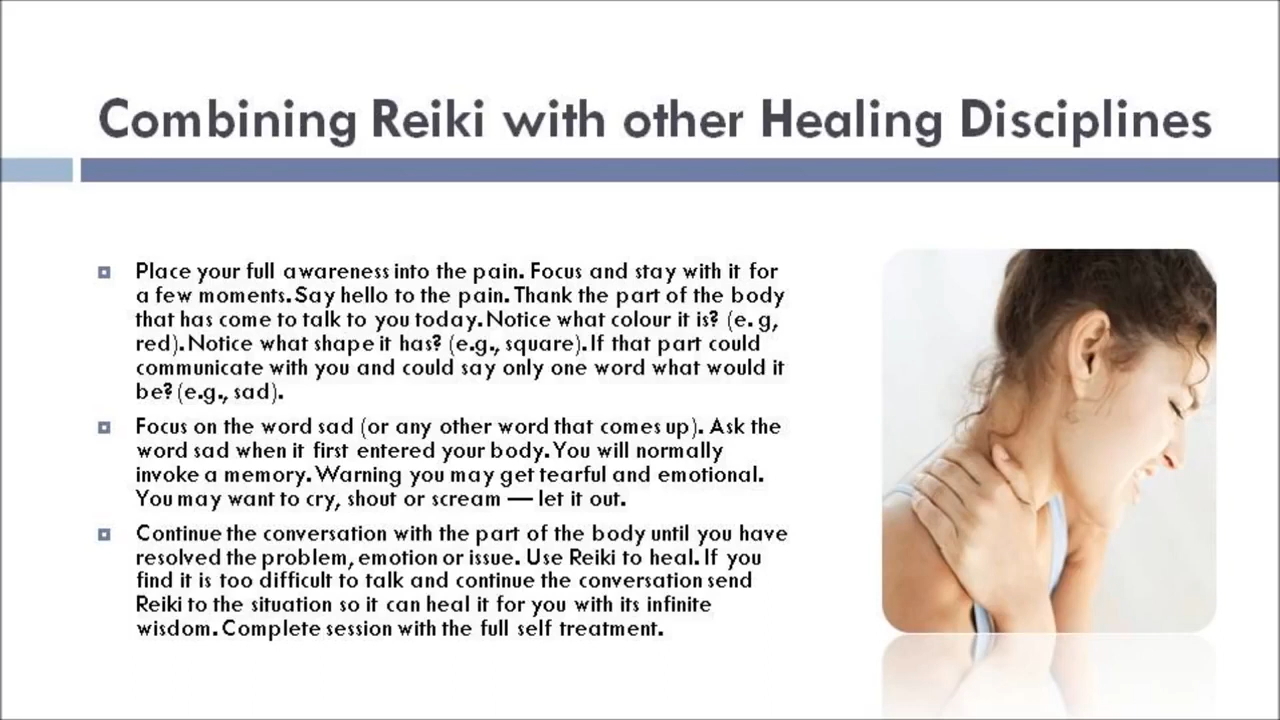 Combining Reiki with other Healing Disciplines
Place your full awareness into the pain. Focus and stay with it for
a few moments. Say hello to the pain. Thank the part of the body
that has come to talk to you today. Notice what colour it is? (e. g,
red). Notice what shape it has? (e.g., square). If that part could
communicate with you and could say only one word what would it
be? (e.g., sad).
Focus on the word sad (or any other word that comes up). Ask the
word sad when it first entered your body. You will normally
invoke a memory. Warning you may get tearful and emotional.
You may want to cry, shout or scream — let it out.
Continue the conversation with the part of the body until you have
resolved the problem, emotion or issue. Use Reiki to heal. If you
find it is too difficult to talk and continue the conversation send
Reiki to the situation so it can heal it for you with its infinite
wisdom. Complete session with the full self treatment.